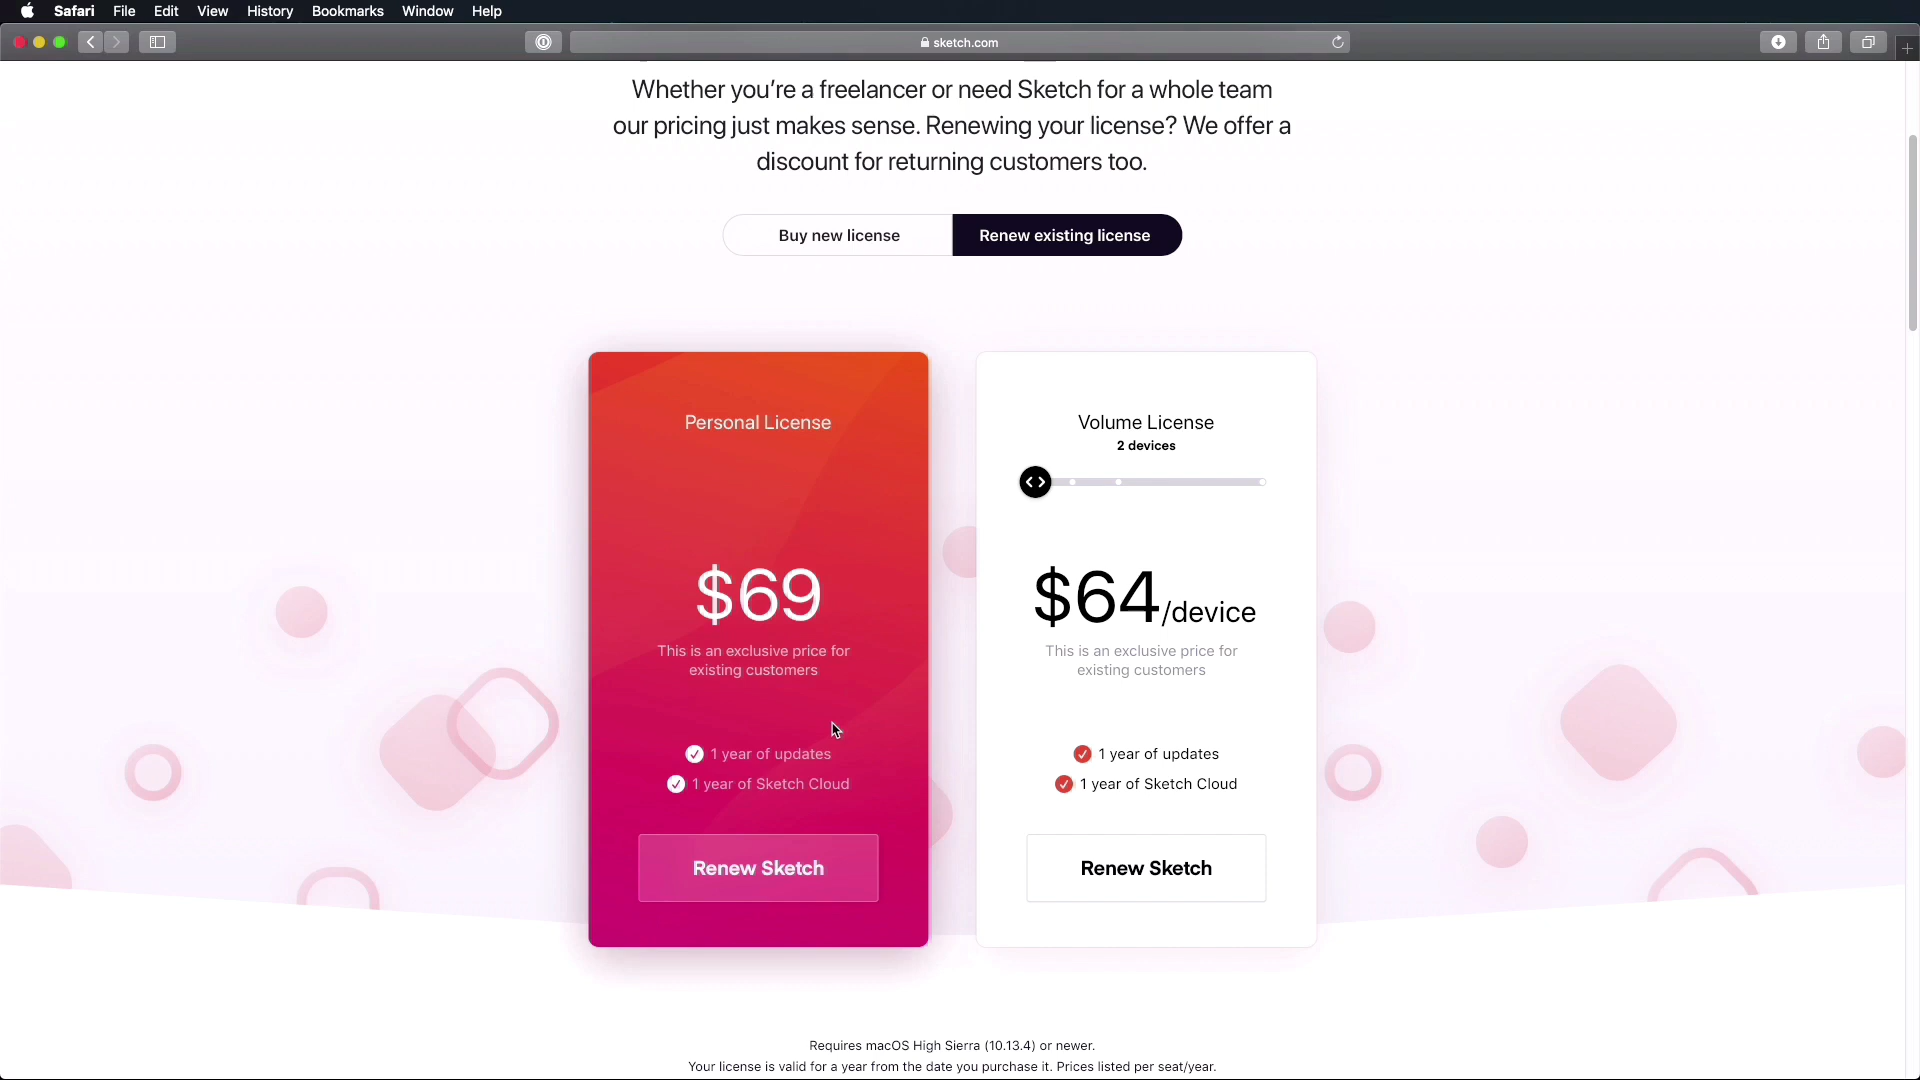 Safari File Edit View History Bookmarks Window Help
sketch.com
Whether you're a freelancer or need Sketch for a whole team
our pricing just makes sense. Renewing your license? We offer a
discount for returning customers too.
Buy new license
Renew existing license
Personal License
$69
This is an exclusive price for
existing customers
1 year of updates
1 year of Sketch Cloud
Renew Sketch
Volume License
2 devices
$64/device
This is an exclusive price for
existing customers
1 year of updates
1 year of Sketch Cloud
Renew Sketch
Requires macOS High Sierra (10.13.4) or newer.
Your license is valid for a year from the date you purchase it. Prices listed per seat/year.